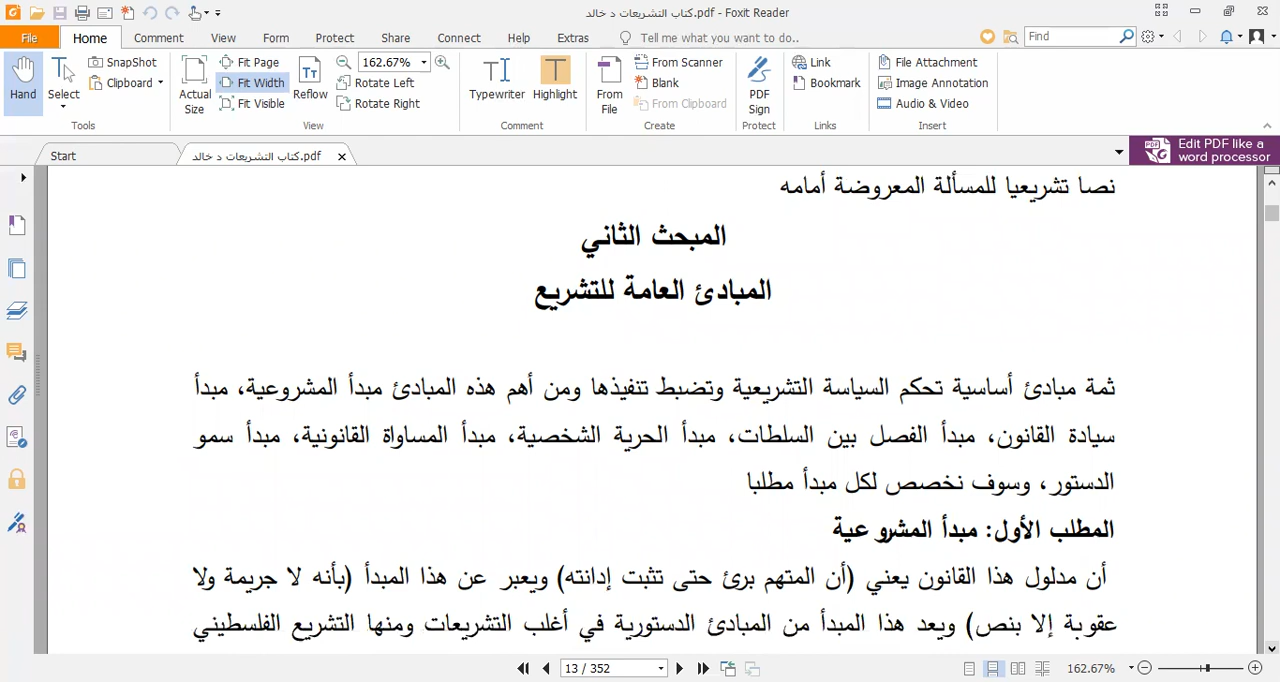 كتاب التشريعات د خالد.pdf - Foxit Reader
File Home Comment View Form Protect Share Connect Help Extras Tell me what you want to do.. Find
Hand
Select
SnapShot
Clipboard
Tools
Actual Size
Fit Page
Fit Width
Fit Visible
Reflow
162.67%
Rotate Left
Rotate Right
View
Typewriter
Highlight
Comment
From File
From Scanner
Blank
From Clipboard
Create
PDF Sign
Protect
Link
Bookmark
Links
File Attachment
Image Annotation
Audio & Video
Insert
Start
كتاب التشريعات د خالد.pdf
Edit PDF like a
word processor
نصا تشريعيا للمسألة المعروضة أمامه
المبحث الثاني
المبادئ العامة للتشريع
ثمة مبادئ أساسية تحكم السياسة التشريعية وتضبط تنفيذها ومن أهم هذه المبادئ مبدأ المشروعية، مبدأ
سيادة القانون، مبدأ الفصل بين السلطات، مبدأ الحرية الشخصية، مبدأ المساواة القانونية، مبدأ سمو
الدستور، وسوف نخصص لكل مبدأ مطلبا
المطلب الأول: مبدأ المشروعية
أن مدلول هذا القانون يعني (أن المتهم برئ حتى تثبت إدانته) ويعبر عن هذا المبدأ (بأنه لا جريمة ولا
عقوبة إلا بنص) ويعد هذا المبدأ من المبادئ الدستورية في أغلب التشريعات ومنها التشريع الفلسطيني
13 / 352
162.67%